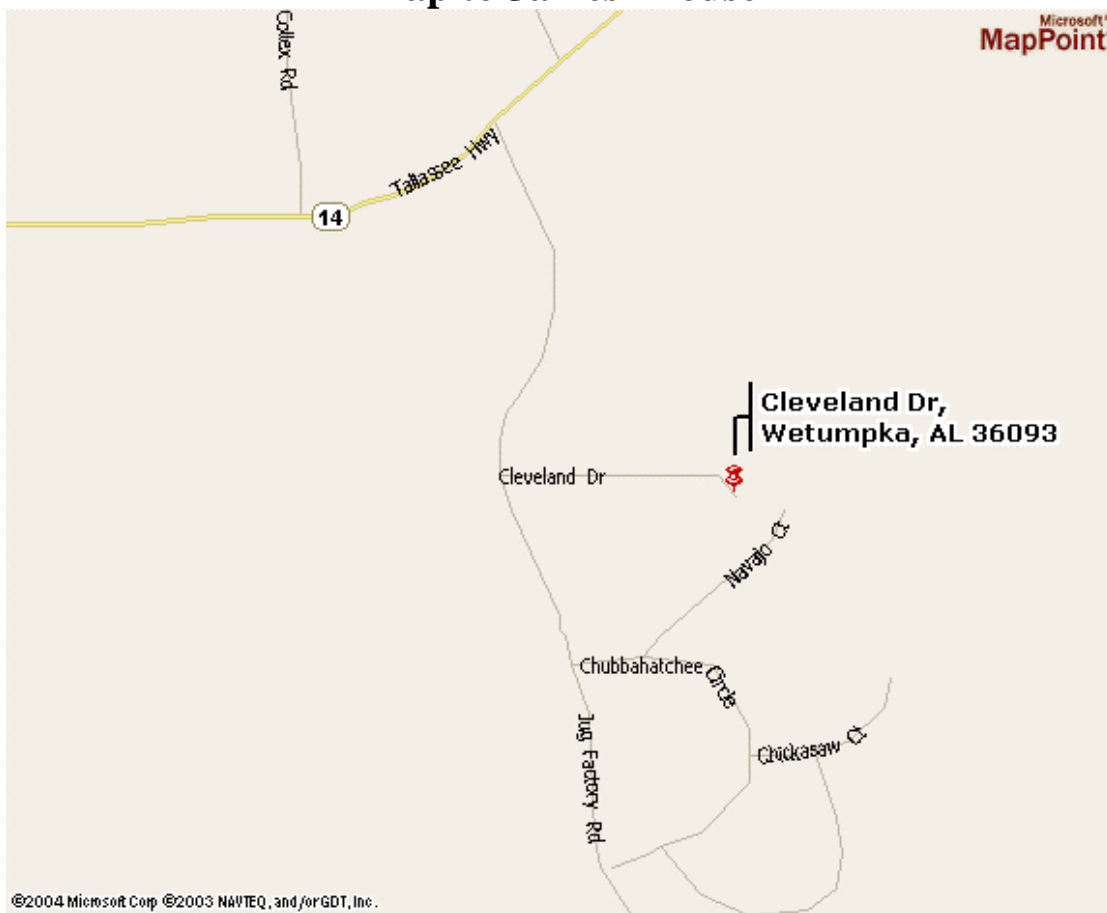 Microsoft®
MapPoint®
Collex Rd
Tallassee Hwy
14
Cleveland Dr,
Wetumpka, AL 36093
Cleveland Dr
Navajo Ct
Chubbahatchee Circle
Chickasaw Ct
Jug Factory Rd
©2004 Microsoft Corp ©2003 NAVTEQ, and/or GDT, Inc.